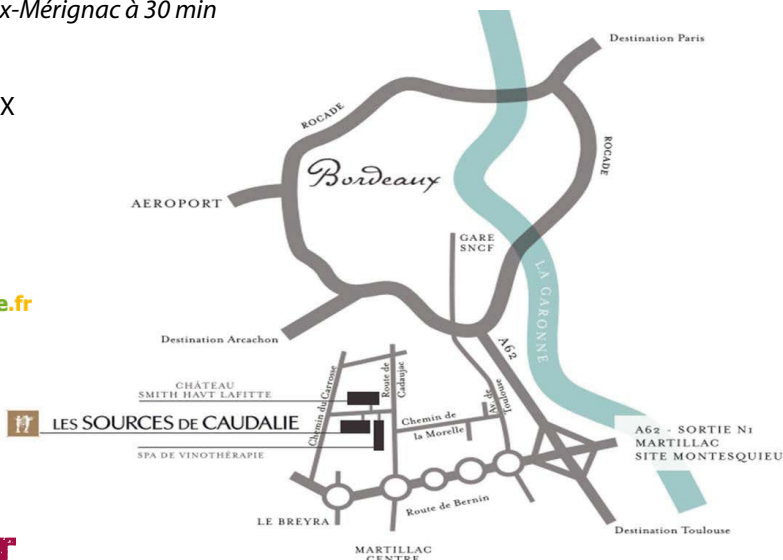 x-Mérignac à 30 min
X
e.fr
Destination Paris
ROCADE
ROCADE
Bordeaux
AEROPORT
GARE
SNCF
LA GARONNE
Destination Arcachon
A62
CHÂTEAU
SMITH HAVT LAFITTE
LES SOURCES DE CAUDALIE
SPA DE VINOTHÉRAPIE
Chemin du Carrosse
Route de
Cadaujac
Chemin de
la Morelle
Av. de
Toulouse
A62 - SORTIE N1
MARTILLAC
SITE MONTESQUIEU
Route de Bernin
LE BREYRA
Destination Toulouse
MARTILLAC
CENTRE